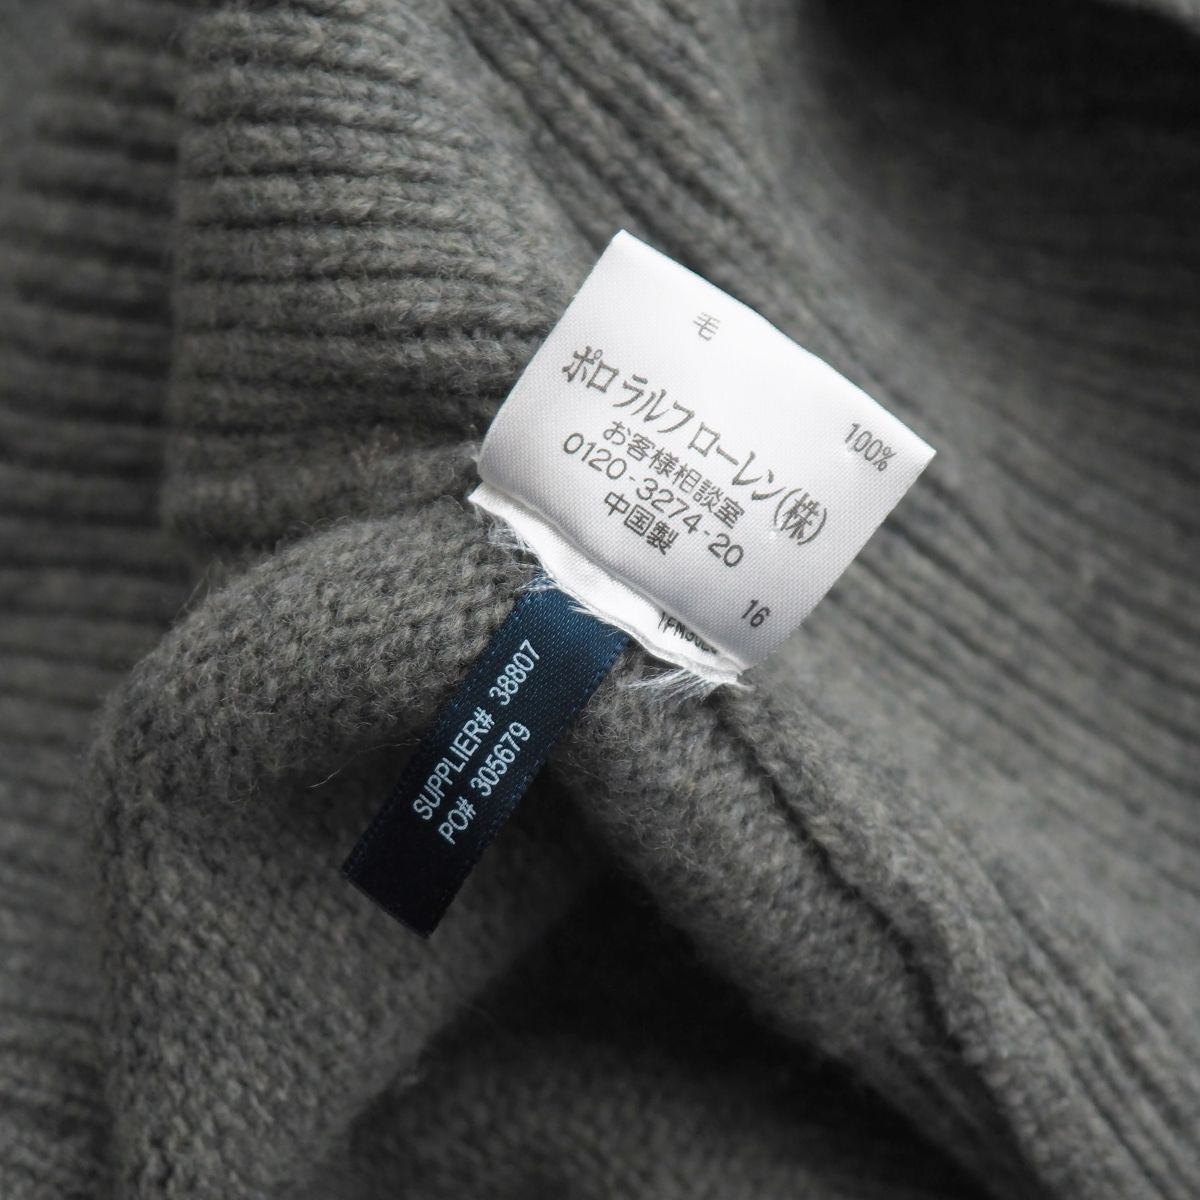 毛 100%
ポロ ラルフ ローレン(株)
お客様相談室
0120-3274-20
中国製
16
SUPPLIER# 38807
PO# 305679